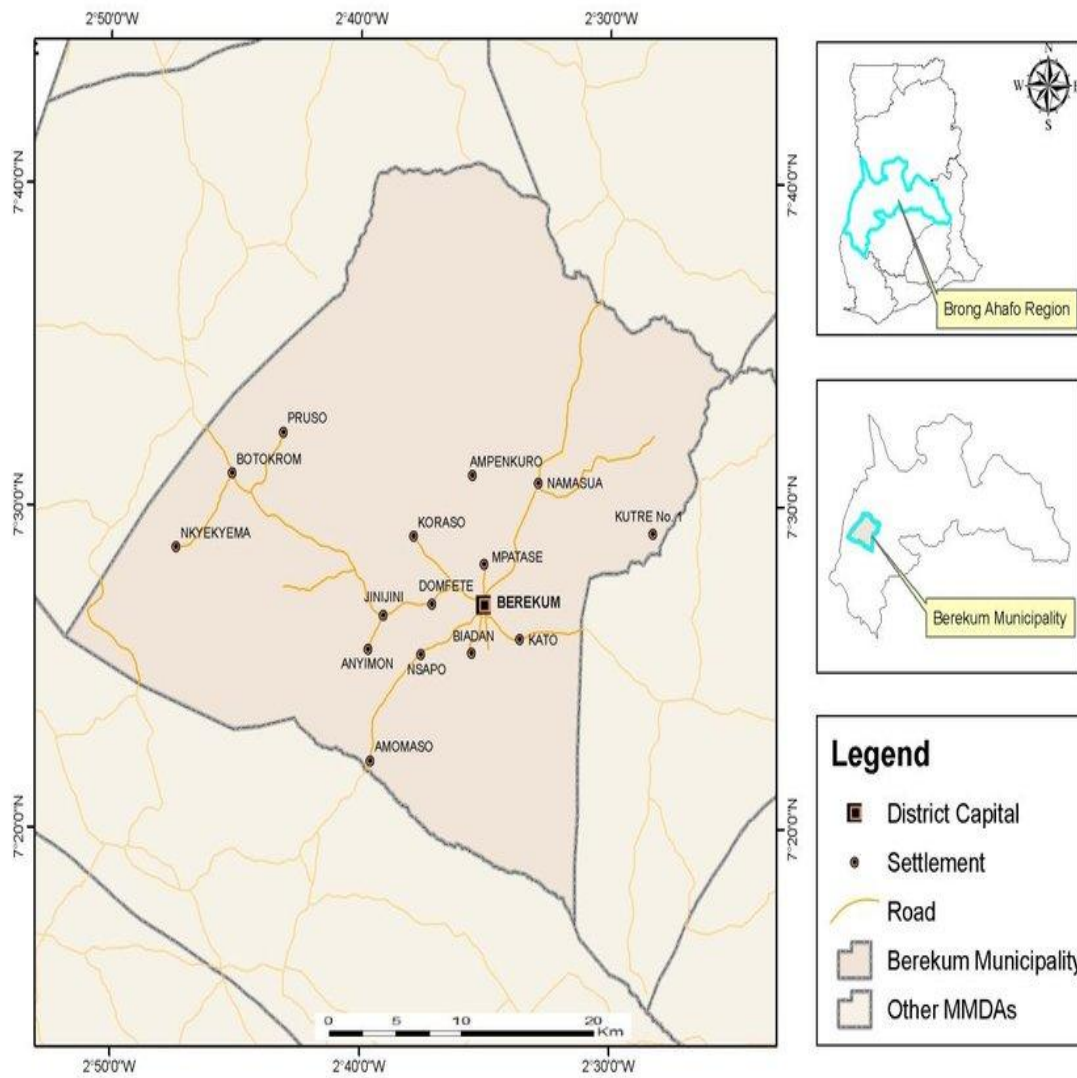 2°50'0"W
2°40'0"W
2°30'0"W
7°40'0"N
7°40'0"N
PRUSO
BOTOKROM
AMPENKURO
NAMASUA
7°30'0"N
7°30'0"N
NKYEKYEMA
KORASO
KUTRE No. 1
MPATASE
JINIJINI
DOMFETE
BEREKUM
BIADAN
KATO
ANYIMON
NSAPO
AMOMASO
7°20'0"N
7°20'0"N
0 5 10 20
Km
2°50'0"W
2°40'0"W
2°30'0"W
N
W
S
Brong Ahafo Region
Berekum Municipality
Legend
District Capital
Settlement
Road
Berekum Municipality
Other MMDAs